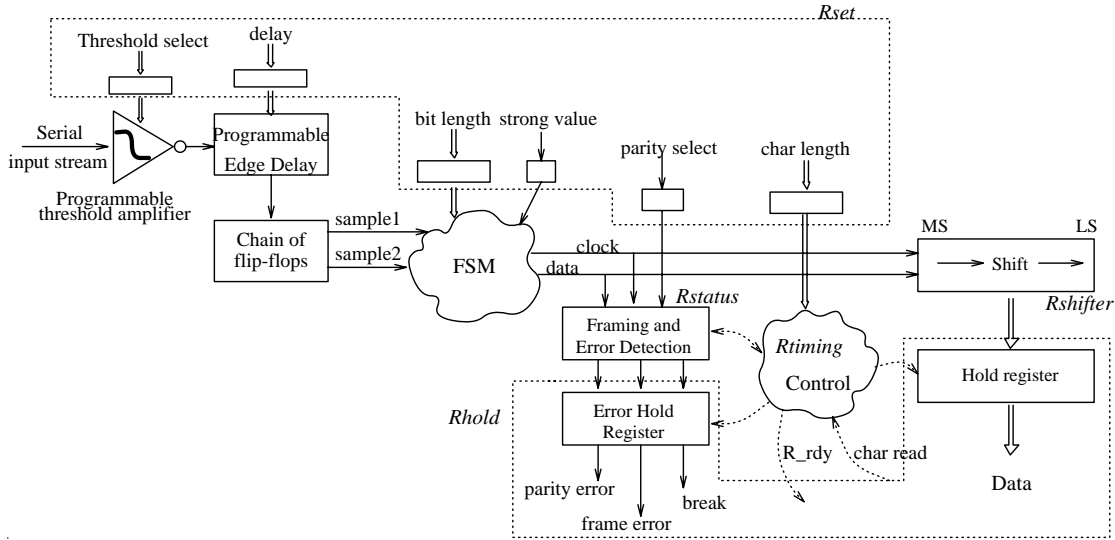 Rset
Threshold select
delay
Serial
input stream
Programmable
threshold amplifier
Programmable
Edge Delay
bit length
strong value
parity select
char length
Chain of
flip-flops
sample1
sample2
FSM
clock
data
MS
LS
Shift
Rshifter
Rstatus
Framing and
Error Detection
Rtiming
Control
Hold register
Rhold
Error Hold
Register
R_rdy
char read
Data
parity error
break
frame error